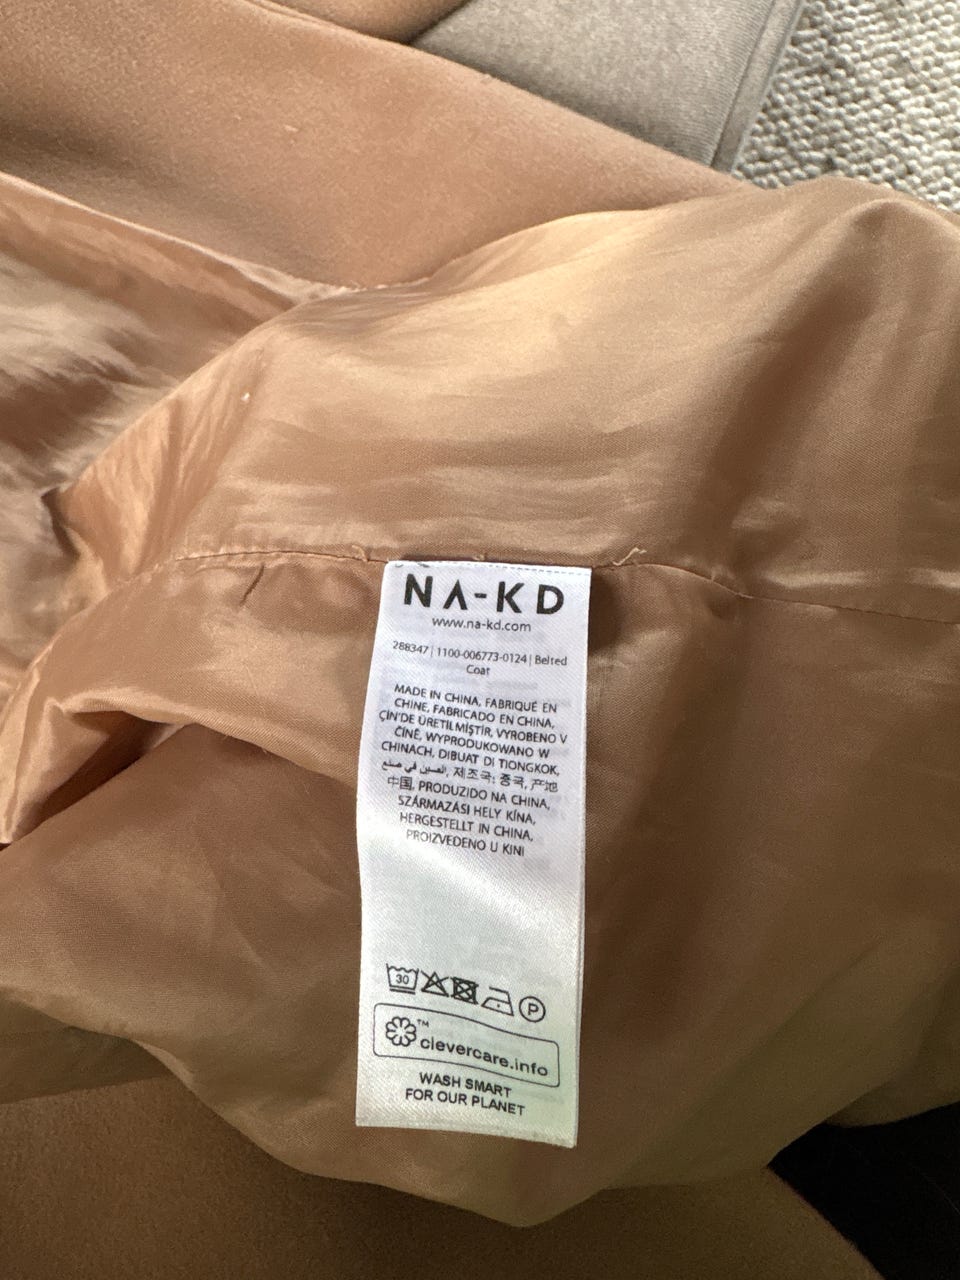 NA-KD
www.na-kd.com
288347 | 1100-006773-0124 | Belted
Coat
MADE IN CHINA, FABRIQUÉ EN
CHINE, FABRICADO EN CHINA,
ÇİN'DE ÜRETİLMİŞTİR, VYROBENO V
ČÍNĚ, WYPRODUKOWANO W
CHINACH, DIBUAT DI TIONGKOK,
الصين في صنع, 제조국: 중국, 产地
中国, PRODUZIDO NA CHINA,
SZÁRMAZÁSI HELY KÍNA,
HERGESTELLT IN CHINA,
PROIZVEDENO U KINI
30 P
™
clevercare.info
WASH SMART
FOR OUR PLANET